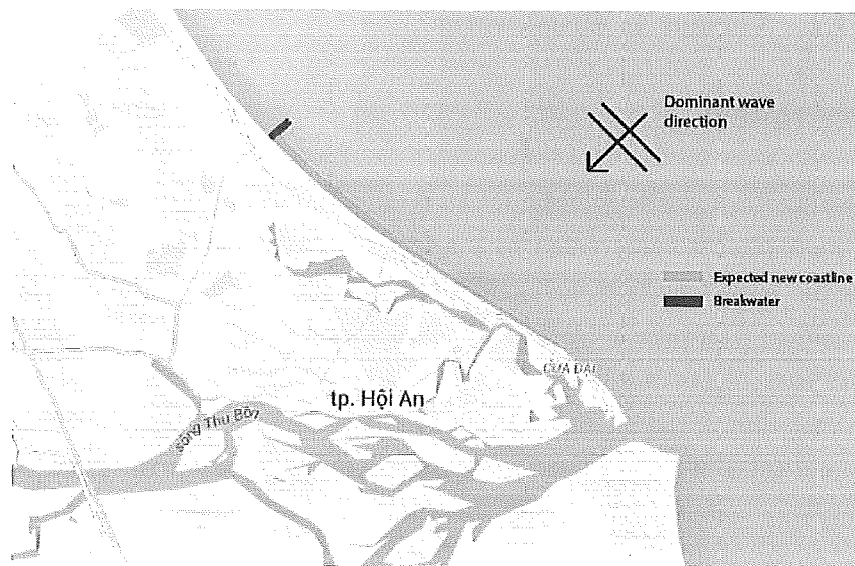 Dominant wave
direction
Expected new coastline
Breakwater
CỬA ĐẠI
tp. Hội An
sông Thu Bồn